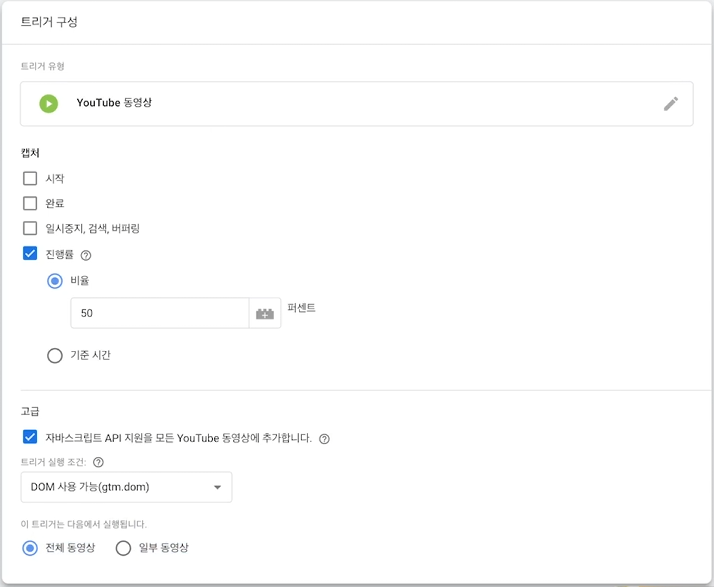 트리거 구성
트리거 유형
YouTube 동영상
캡처
시작
완료
일시중지, 검색, 버퍼링
진행률 ?
비율
50 퍼센트
기준 시간
고급
자바스크립트 API 지원을 모든 YouTube 동영상에 추가합니다. ?
트리거 실행 조건: ?
DOM 사용 가능(gtm.dom)
이 트리거는 다음에서 실행됩니다.
전체 동영상 일부 동영상